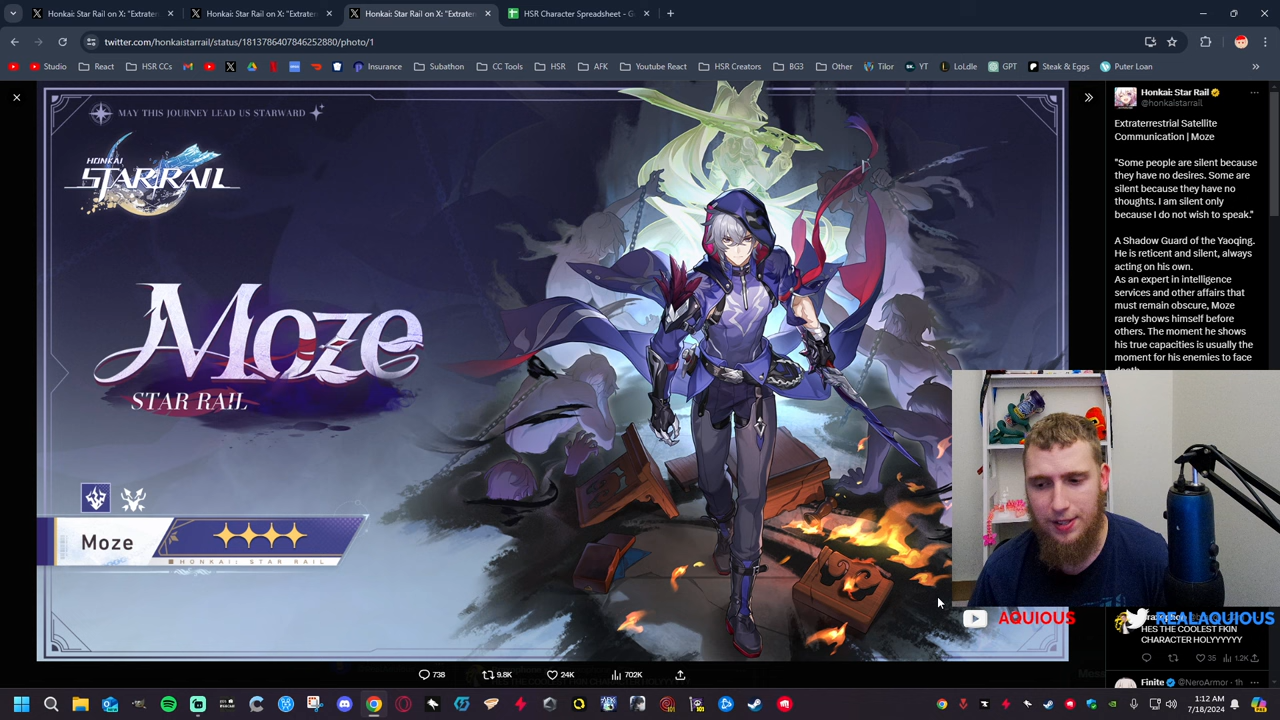 Honkai: Star Rail on X: "Extrater
Honkai: Star Rail on X: "Extrater
Honkai: Star Rail on X: "Extrater
HSR Character Spreadsheet - G
twitter.com/honkaistarrail/status/1813786407846252880/photo/1
Studio
React
HSR CCs
Insurance
Subathon
CC Tools
HSR
AFK
Youtube React
HSR Creators
BG3
Other
Tilor
YT
LoLdle
GPT
Steak & Eggs
Puter Loan
MAY THIS JOURNEY LEAD US STARWARD
HONKAI
STAR RAIL
Moze
STAR RAIL
Moze
HONKAI: STAR RAIL
738
9.8K
24K
702K
Honkai: Star Rail
@honkaistarrail
Extraterrestrial Satellite
Communication | Moze
"Some people are silent because
they have no desires. Some are
silent because they have no
thoughts. I am silent only
because I do not wish to speak."
A Shadow Guard of the Yaoqing.
He is reticent and silent, always
acting on his own.
As an expert in intelligence
services and other affairs that
must remain obscure, Moze
rarely shows himself before
others. The moment he shows
his true capacities is usually the
moment for his enemies to face
death.
AQUIOUS
REALAQUIOUS
HES THE COOLEST FKIN
CHARACTER HOLYYYYYY
35
1.2K
Finite @NeroArmor · 1h
1:12 AM
7/18/2024